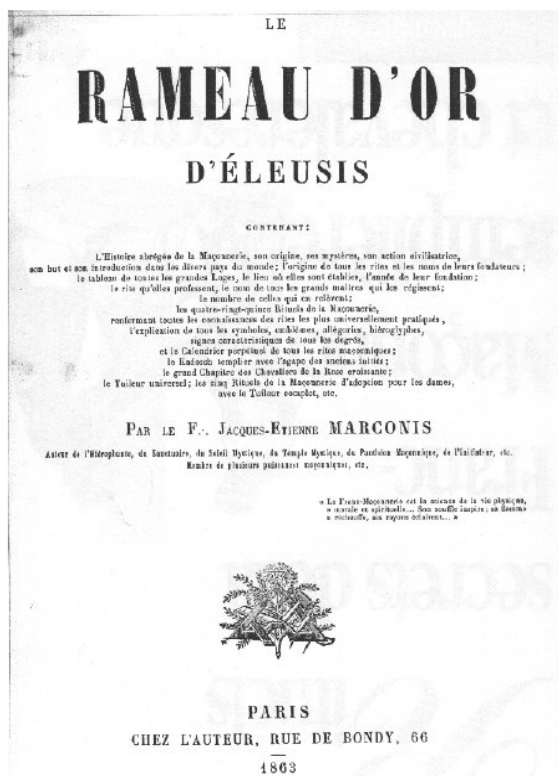 LE
RAMEAU D'OR
D'ÉLEUSIS
CONTENANT:
L'Histoire abrégée de la Maçonnerie, son origine, ses mystères, son action civilisatrice,
son but et son introduction dans les divers pays du monde; l'origine de tous les rites et les noms de leurs fondateurs;
le tableau de toutes les grandes Loges, le lieu où elles sont établies, l'année de leur fondation;
le rite qu'elles professent, le nom de tous les grands maîtres qui les régissent;
le nombre de celles qui en relèvent;
les quatre-vingt-quinze Rituels de la Maçonnerie,
renfermant toutes les connaissances des rites les plus universellement pratiqués,
l'explication de tous les symboles, emblèmes, allégories, hiéroglyphes,
signes caractéristiques de tous les degrés,
et le Calendrier perpétuel de tous les rites maçonniques;
le Kadosch templier avec l'agape des anciens initiés;
le grand Chapitre des Chevaliers de la Rose croissante;
le Tuileur universel; les cinq Rituels de la Maçonnerie d'adoption pour les dames,
avec le Tuileur complet, etc.
PAR LE F∴ JACQUES-ETIENNE MARCONIS
Auteur de l'Hiérophante, du Sanctuaire, du Soleil Mystique, du Temple Mystique, du Panthéon Maçonnique, de l'Initiateur, etc.
Membre de plusieurs puissances maçonniques, etc.
« La Franc-Maçonnerie est la science de la vie physique,
» morale et spirituelle... Son souffle inspire; sa flamme
» réchauffe, ses rayons éclairent... »
PARIS
CHEZ L'AUTEUR, RUE DE BONDY, 66
1863